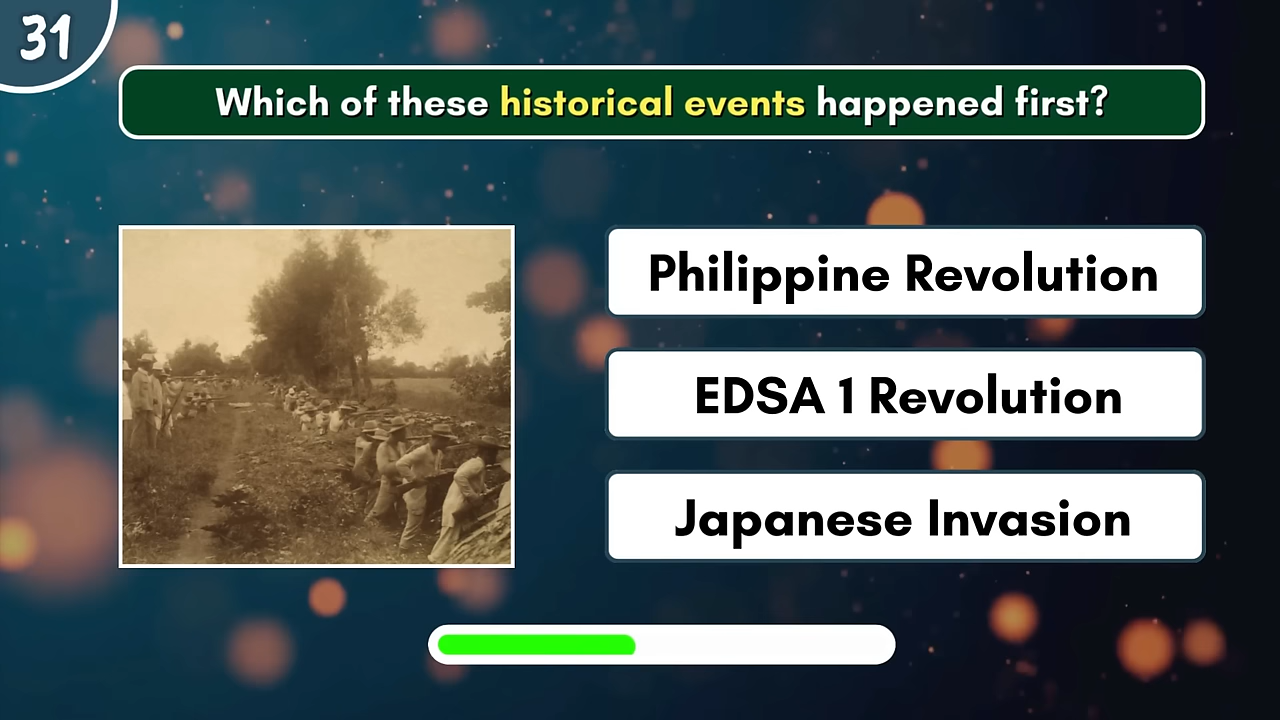 31
Which of these historical events happened first?
Philippine Revolution
EDSA 1 Revolution
Japanese Invasion